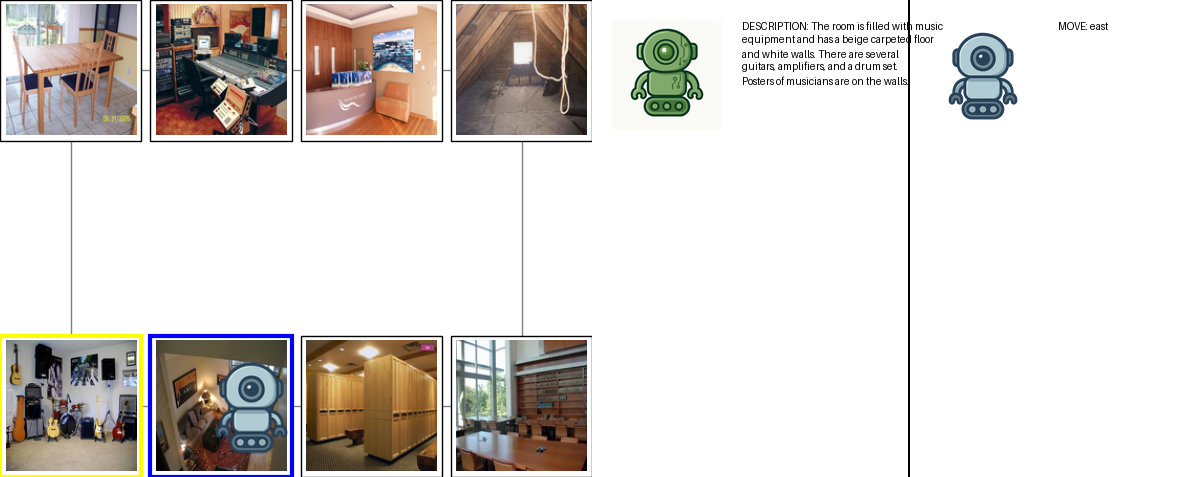 DESCRIPTION: The room is filled with music
equipment and has a beige carpeted floor
and white walls. There are several
guitars, amplifiers, and a drum set.
Posters of musicians are on the walls.
MOVE: east